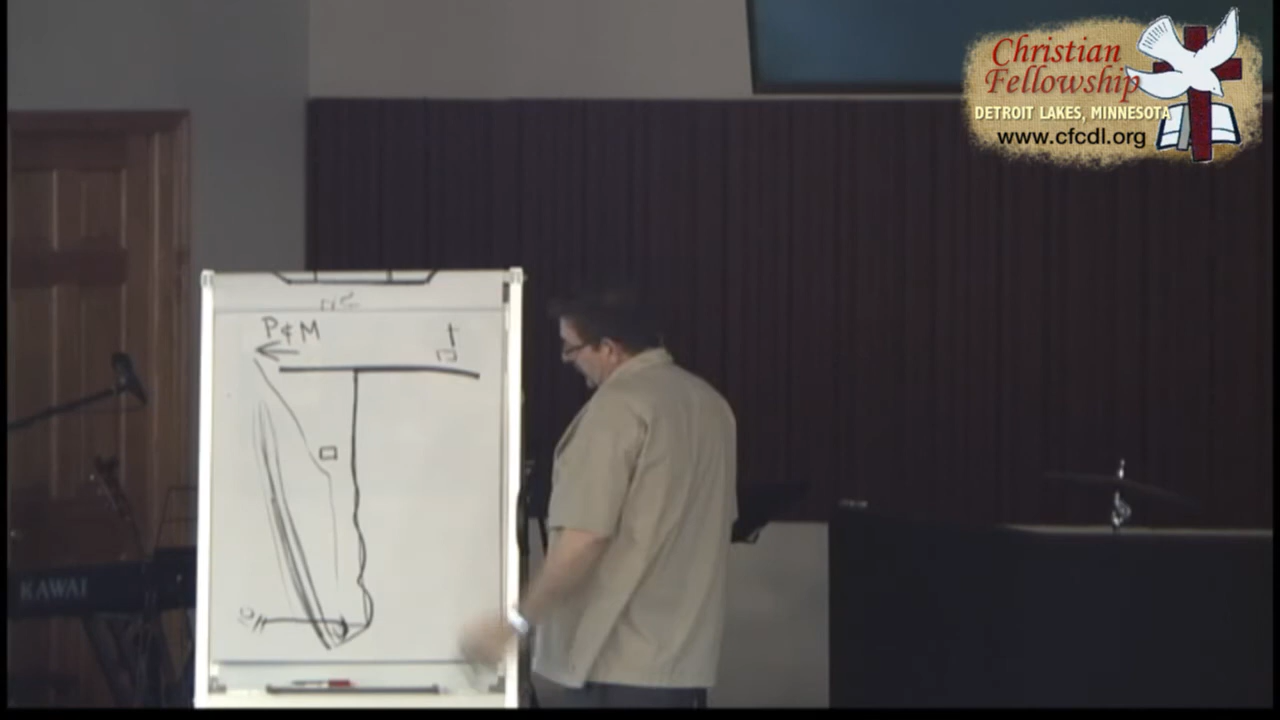 Christian
Fellowship
DETROIT LAKES, MINNESOTA
www.cfcdl.org
P & M
KAWAI